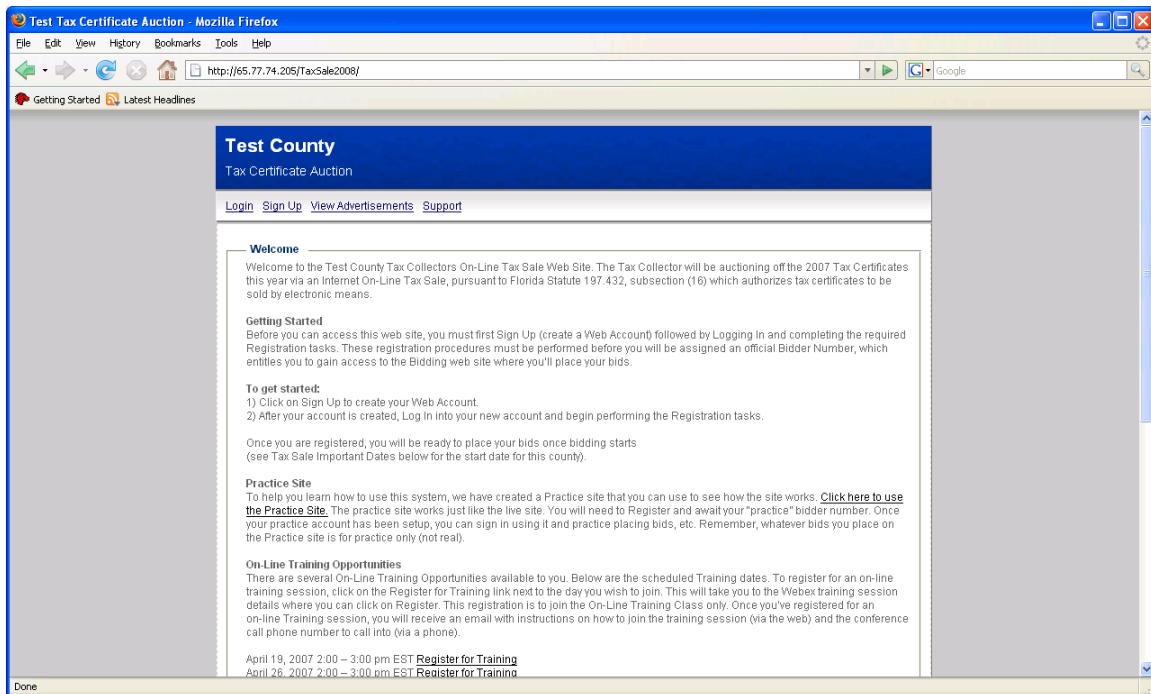 Test Tax Certificate Auction - Mozilla Firefox
File Edit View History Bookmarks Tools Help
http://65.77.74.205/TaxSale2008/
G Google
Getting Started Latest Headlines
Test County
Tax Certificate Auction
Login Sign Up View Advertisements Support
Welcome
Welcome to the Test County Tax Collectors On-Line Tax Sale Web Site. The Tax Collector will be auctioning off the 2007 Tax Certificates
this year via an Internet On-Line Tax Sale, pursuant to Florida Statute 197.432, subsection (16) which authorizes tax certificates to be
sold by electronic means.
Getting Started
Before you can access this web site, you must first Sign Up (create a Web Account) followed by Logging In and completing the required
Registration tasks. These registration procedures must be performed before you will be assigned an official Bidder Number, which
entitles you to gain access to the Bidding web site where you'll place your bids.
To get started:
1) Click on Sign Up to create your Web Account.
2) After your account is created, Log In into your new account and begin performing the Registration tasks.
Once you are registered, you will be ready to place your bids once bidding starts
(see Tax Sale Important Dates below for the start date for this county).
Practice Site
To help you learn how to use this system, we have created a Practice site that you can use to see how the site works. Click here to use
the Practice Site. The practice site works just like the live site. You will need to Register and await your "practice" bidder number. Once
your practice account has been setup, you can sign in using it and practice placing bids, etc. Remember, whatever bids you place on
the Practice site is for practice only (not real).
On-Line Training Opportunities
There are several On-Line Training Opportunities available to you. Below are the scheduled Training dates. To register for an on-line
training session, click on the Register for Training link next to the day you wish to join. This will take you to the Webex training session
details where you can click on Register. This registration is to join the On-Line Training Class only. Once you've registered for an
on-line Training session, you will receive an email with instructions on how to join the training session (via the web) and the conference
call phone number to call into (via a phone).
April 19, 2007 2:00 – 3:00 pm EST Register for Training
April 26, 2007 2:00 – 3:00 pm EST Register for Training
Done